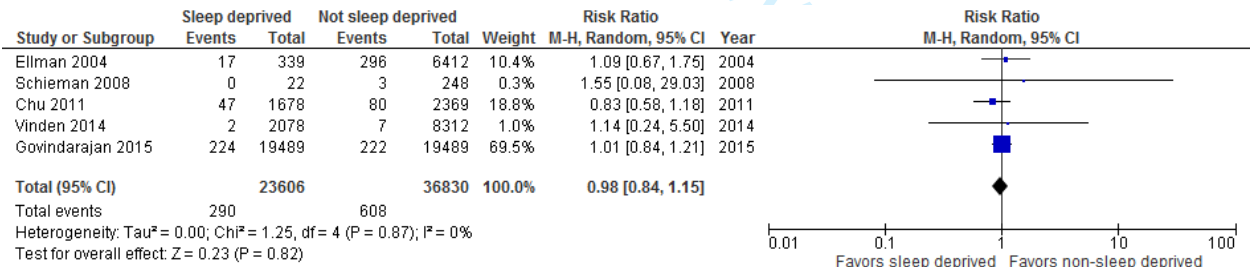 Sleep deprived Not sleep deprived Risk Ratio Risk Ratio
Study or Subgroup Events Total Events Total Weight M-H, Random, 95% CI Year M-H, Random, 95% CI
Ellman 2004 17 339 296 6412 10.4% 1.09 [0.67, 1.75] 2004
Schieman 2008 0 22 3 248 0.3% 1.55 [0.08, 29.03] 2008
Chu 2011 47 1678 80 2369 18.8% 0.83 [0.58, 1.18] 2011
Vinden 2014 2 2078 7 8312 1.0% 1.14 [0.24, 5.50] 2014
Govindarajan 2015 224 19489 222 19489 69.5% 1.01 [0.84, 1.21] 2015
Total (95% CI) 23606 36830 100.0% 0.98 [0.84, 1.15]
Total events 290 608
Heterogeneity: Tau² = 0.00; Chi² = 1.25, df = 4 (P = 0.87); I² = 0%
Test for overall effect: Z = 0.23 (P = 0.82)
0.01 0.1 1 10 100
Favors sleep deprived Favors non-sleep deprived